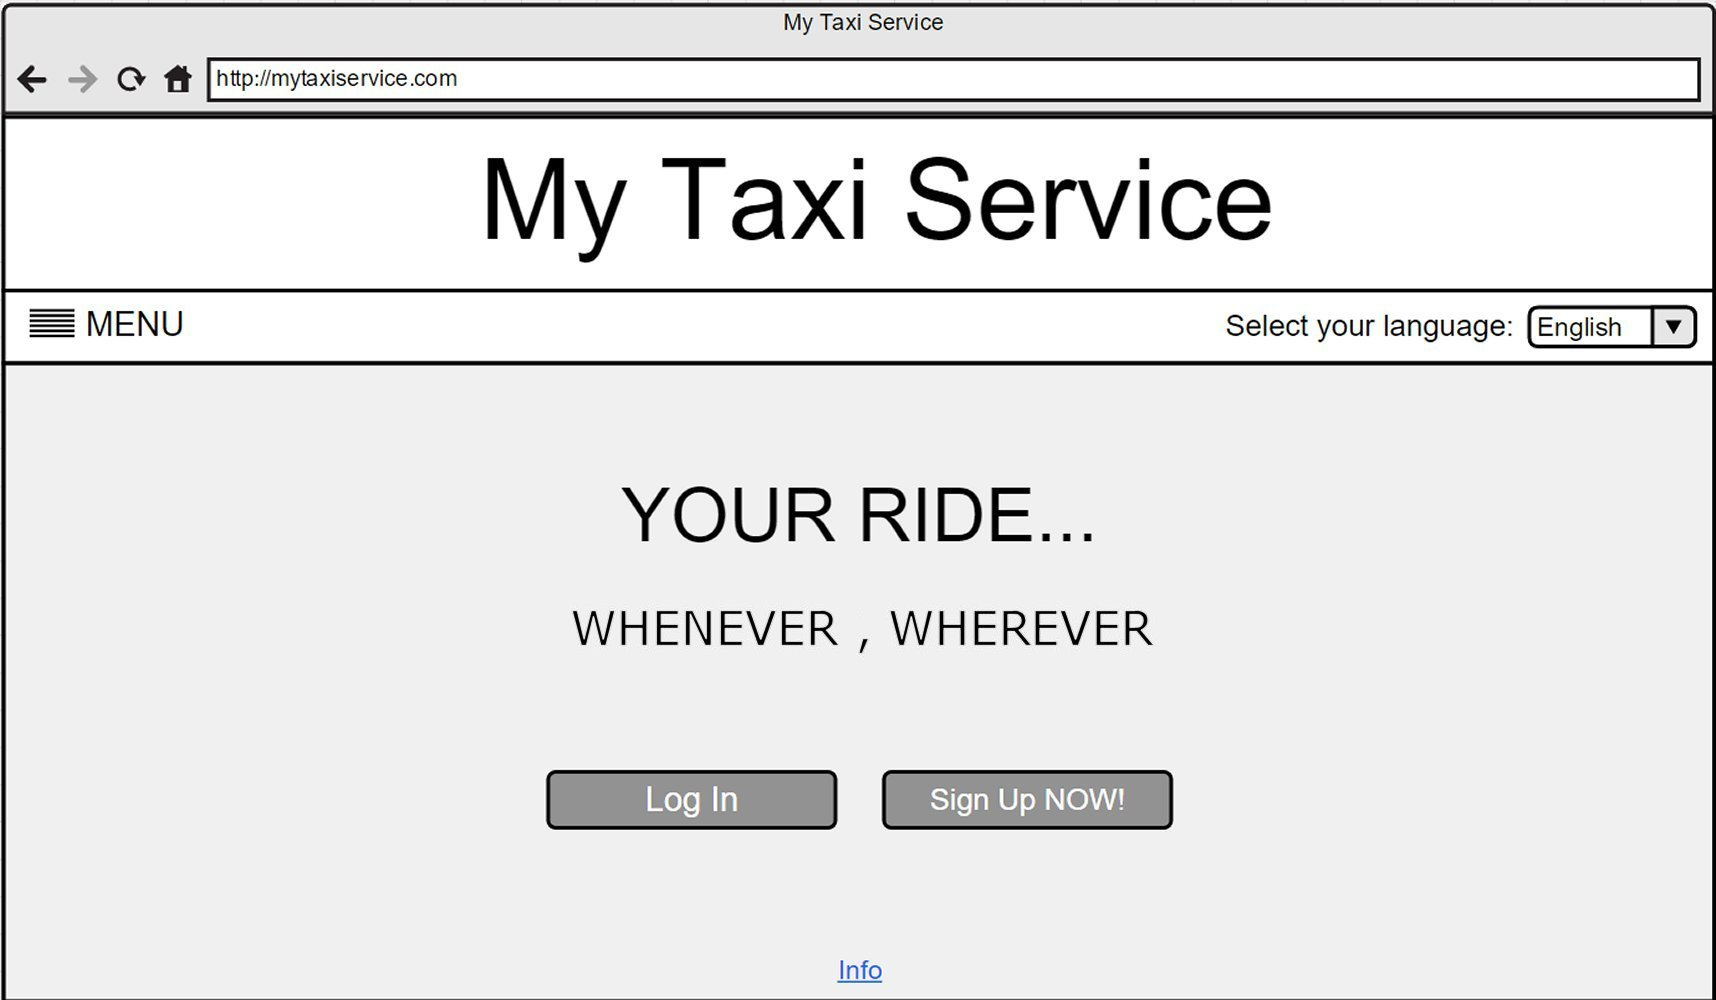 My Taxi Service
http://mytaxiservice.com
My Taxi Service
MENU
Select your language: English
YOUR RIDE...
WHENEVER , WHEREVER
Log In
Sign Up NOW!
Info